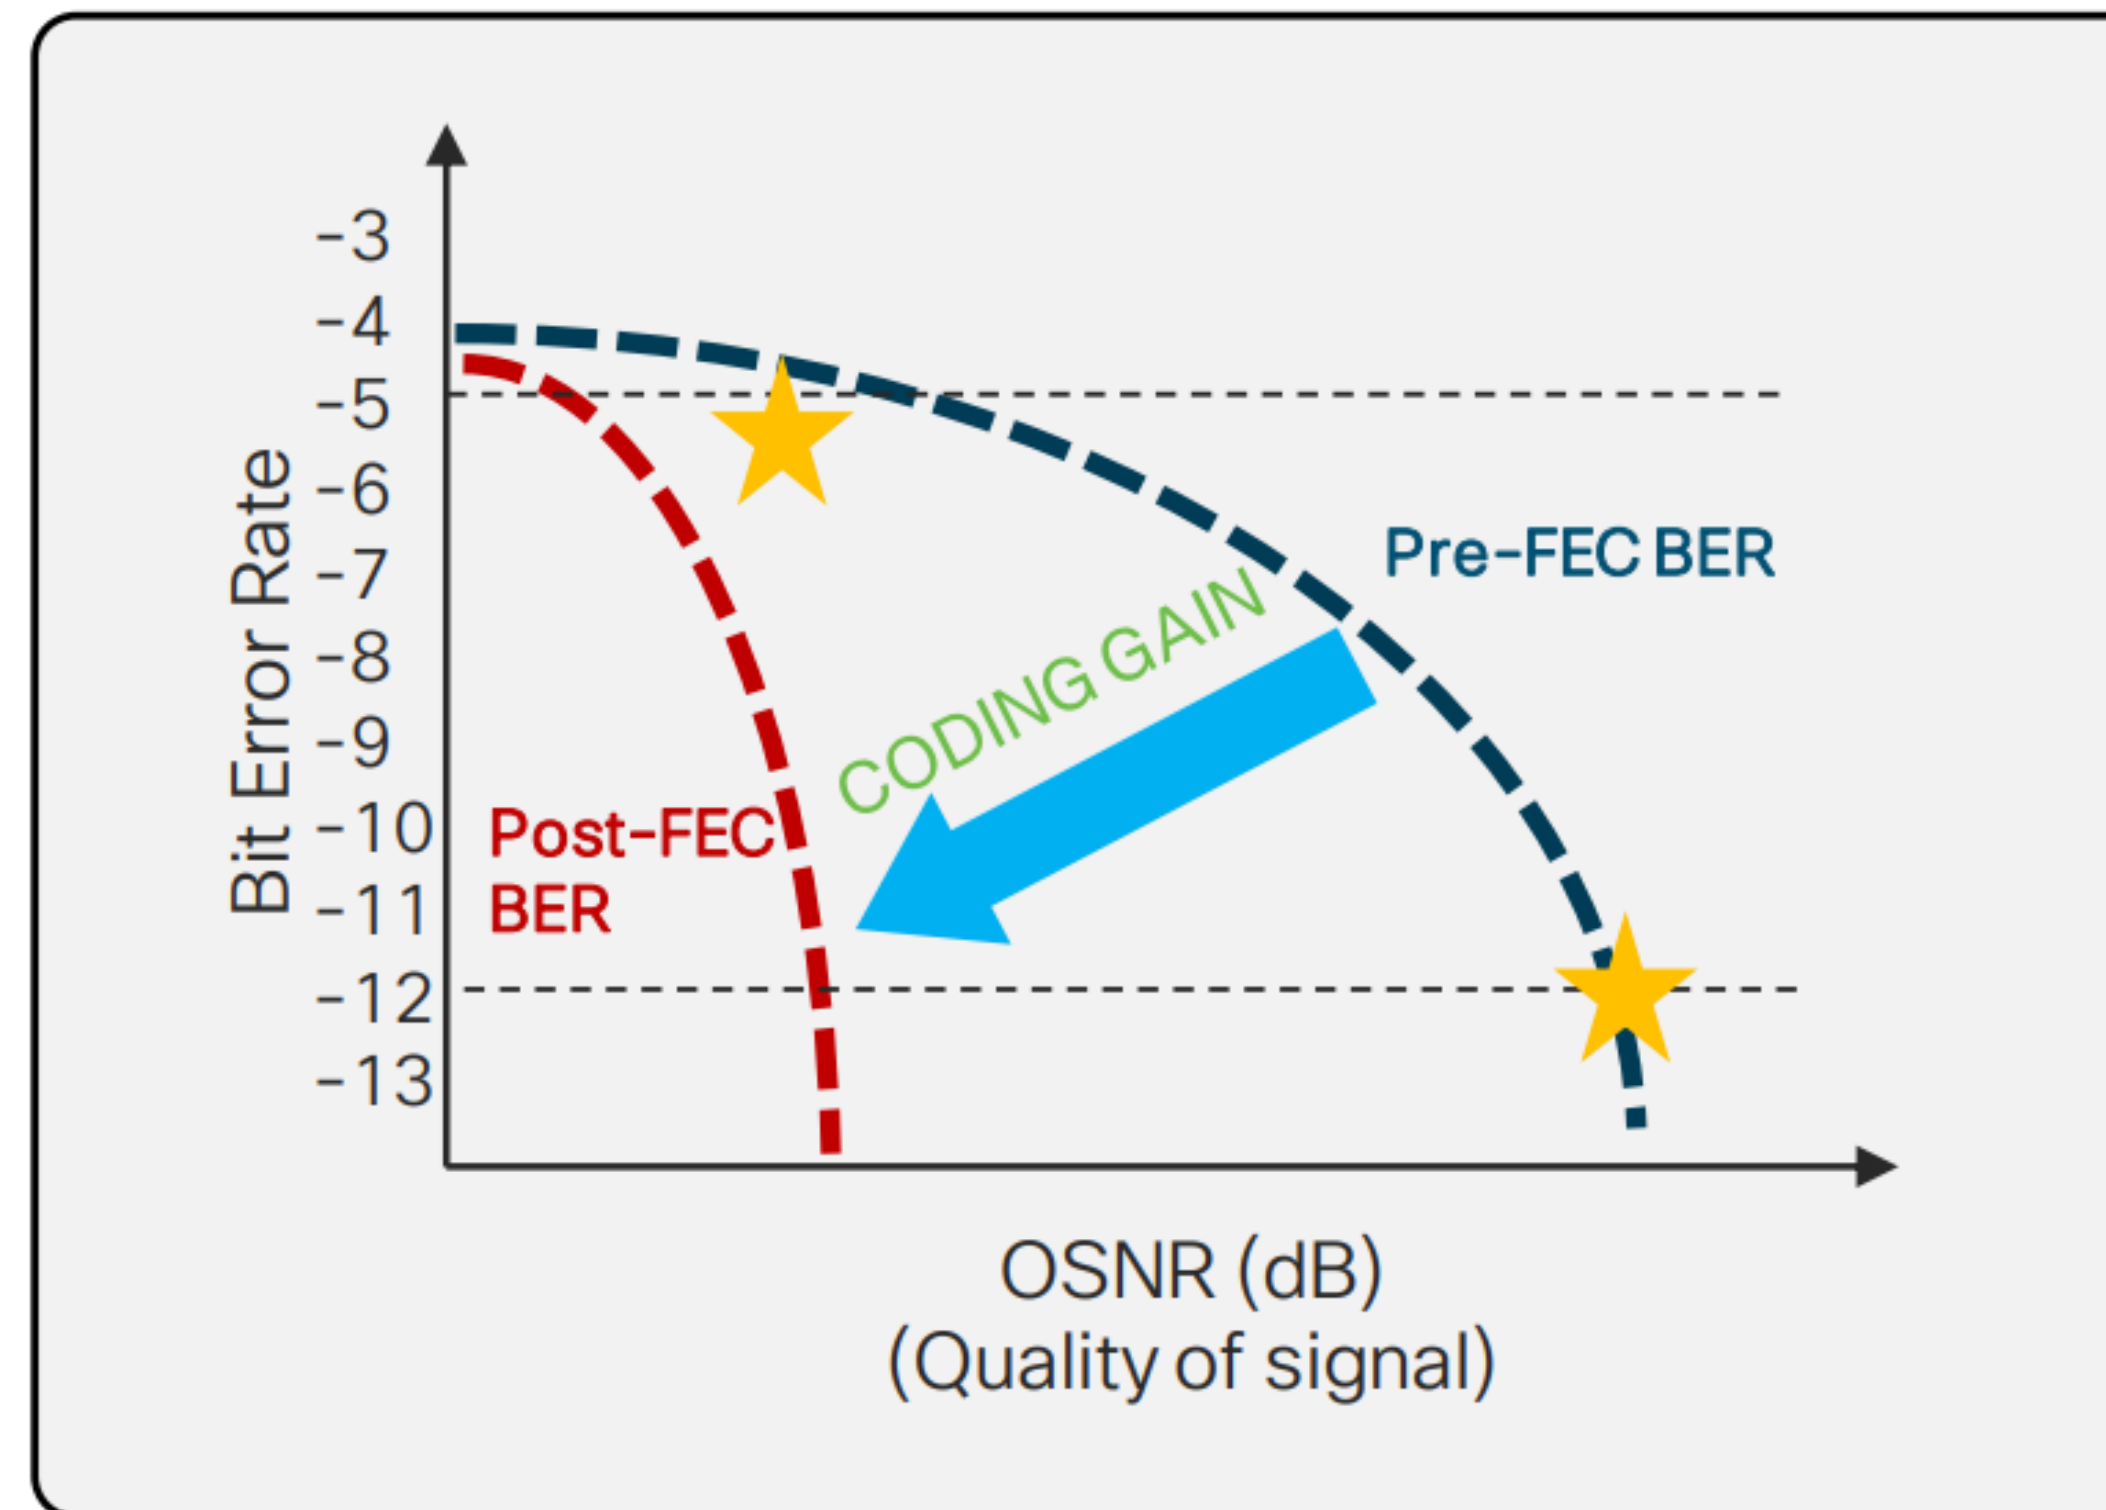 -3
-4
-5
-6
-7
-8
-9
-10
-11
-12
-13
Bit Error Rate
Pre-FEC BER
CODING GAIN
Post-FEC
BER
OSNR (dB)
(Quality of signal)